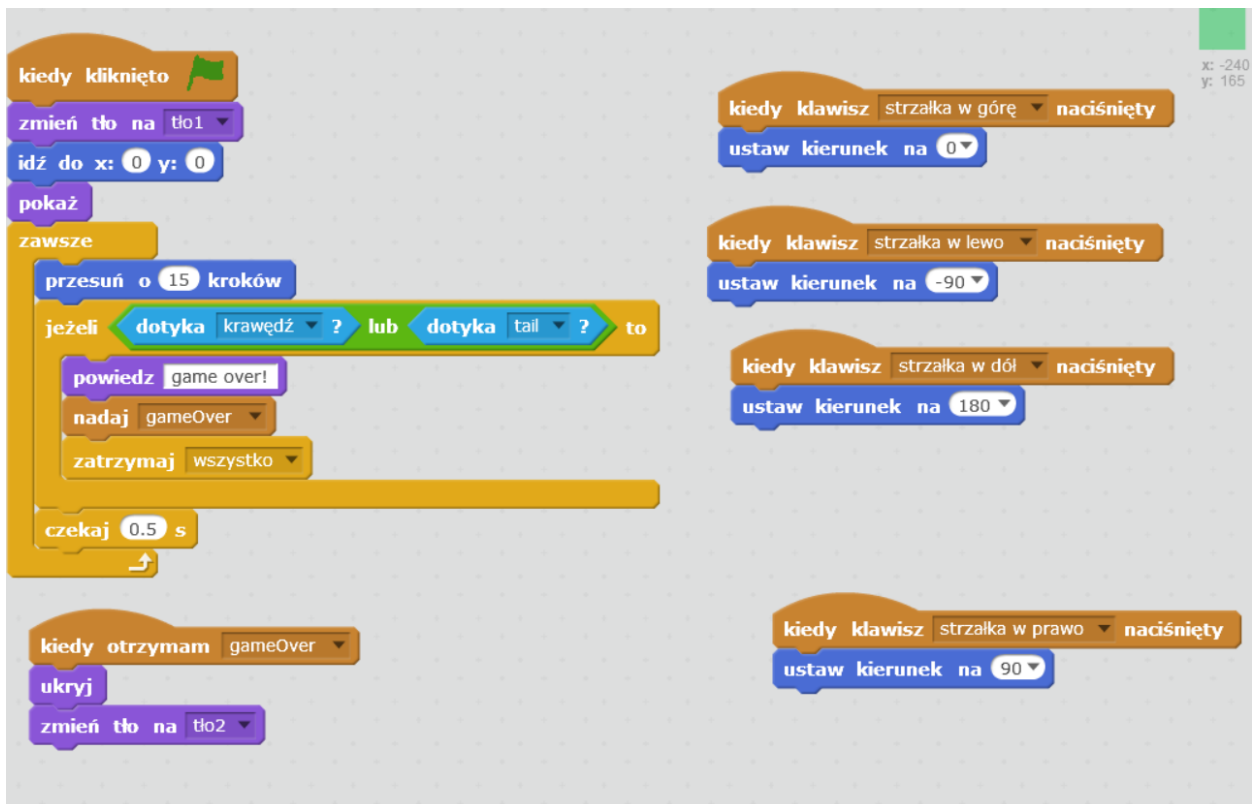 kiedy kliknięto
zmień tło na tło1
idź do x: 0 y: 0
pokaż
zawsze
przesuń o 15 kroków
jeżeli dotyka krawędź ? lub dotyka tail ? to
powiedz game over!
nadaj gameOver
zatrzymaj wszystko
czekaj 0.5 s
kiedy otrzymam gameOver
ukryj
zmień tło na tło2
x: -240
y: 165
kiedy klawisz strzałka w górę naciśnięty
ustaw kierunek na 0
kiedy klawisz strzałka w lewo naciśnięty
ustaw kierunek na -90
kiedy klawisz strzałka w dół naciśnięty
ustaw kierunek na 180
kiedy klawisz strzałka w prawo naciśnięty
ustaw kierunek na 90